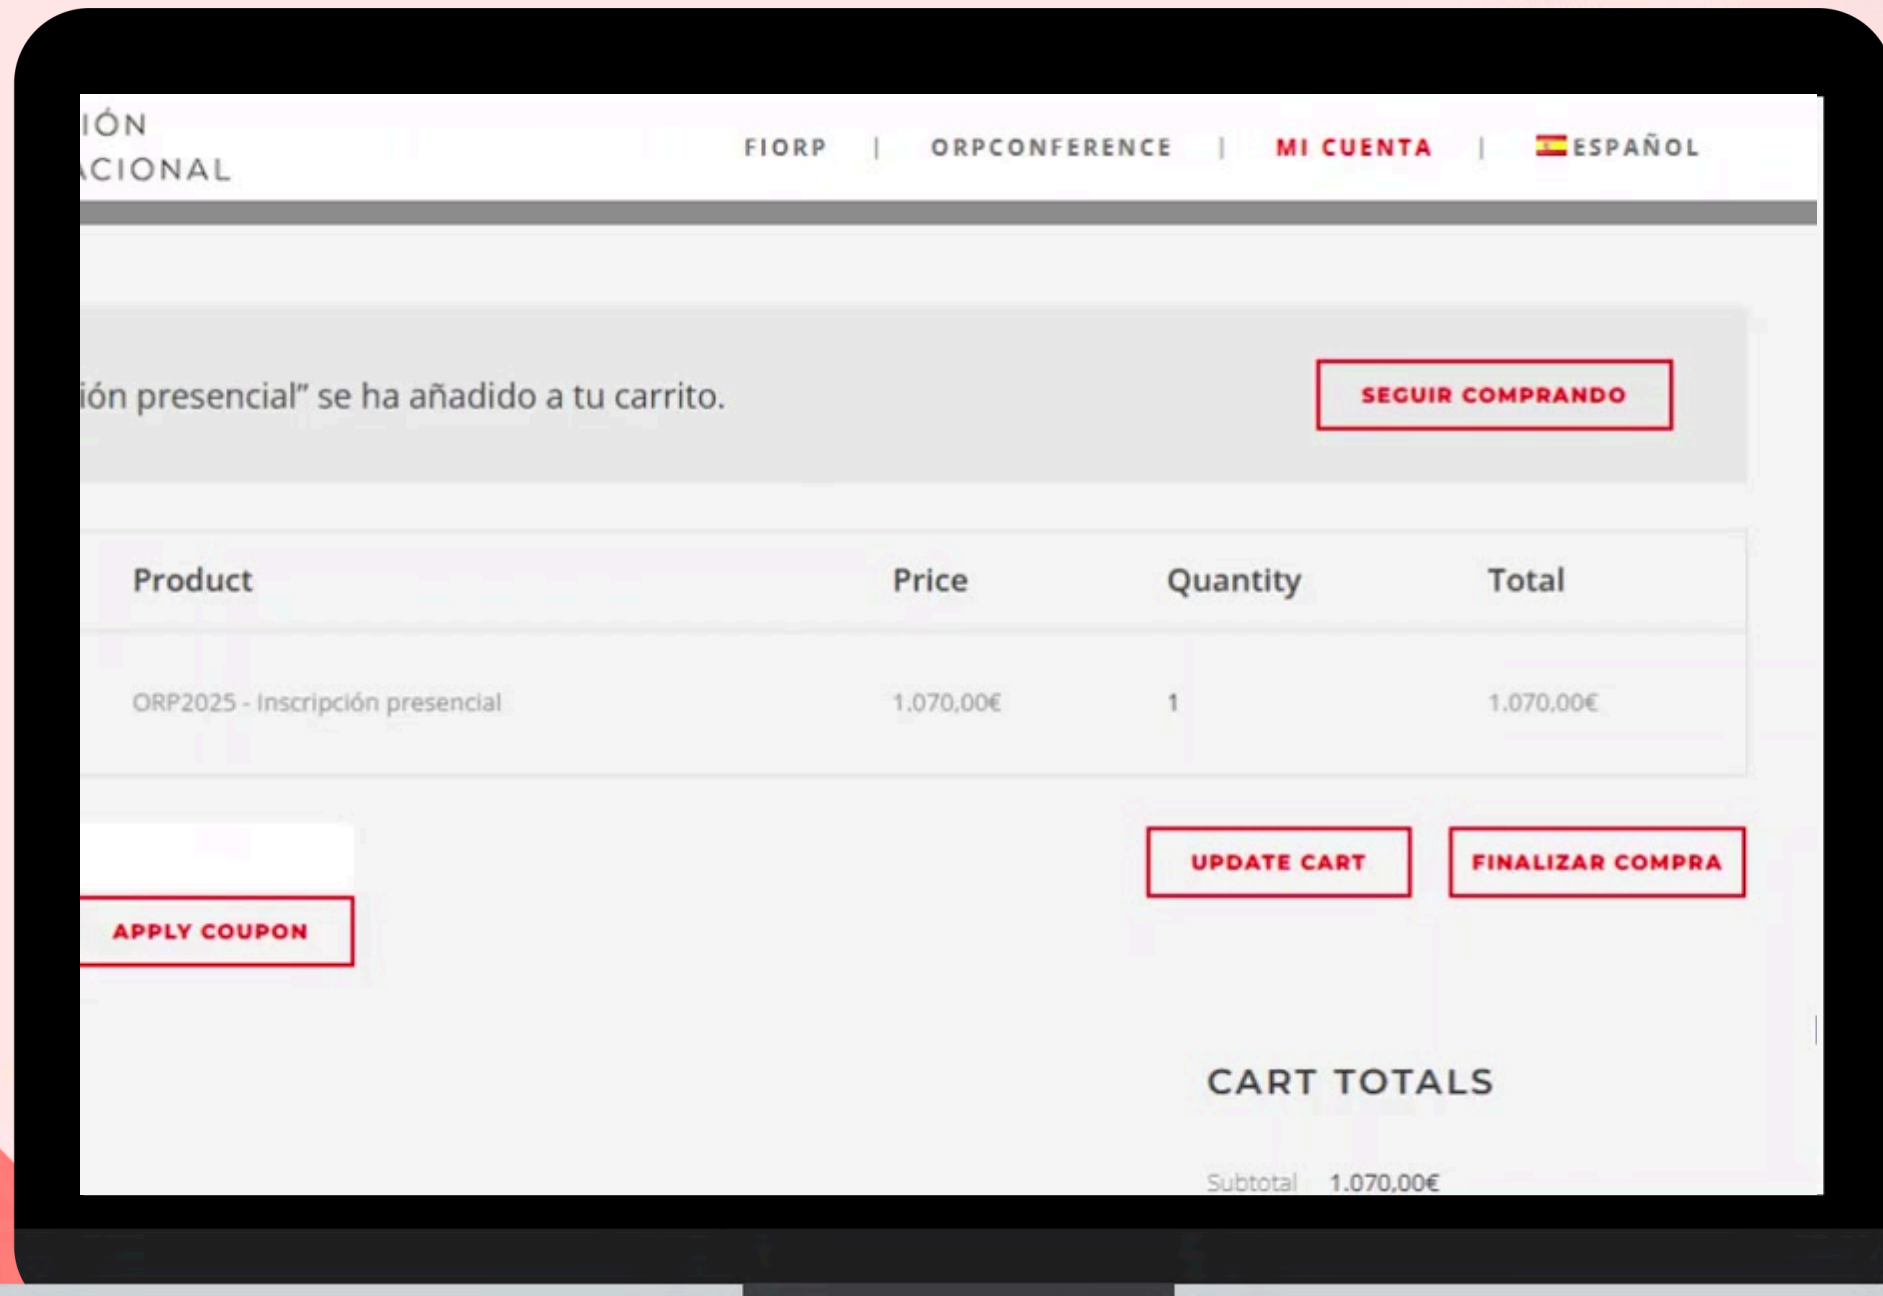 IÓN
ACIONAL
FIORP | ORPCONFERENCE | MI CUENTA | ESPAÑOL
ión presencial” se ha añadido a tu carrito.
SEGUIR COMPRANDO
Product Price Quantity Total
ORP2025 - Inscripción presencial 1.070,00€ 1 1.070,00€
UPDATE CART FINALIZAR COMPRA
APPLY COUPON
CART TOTALS
Subtotal 1.070,00€